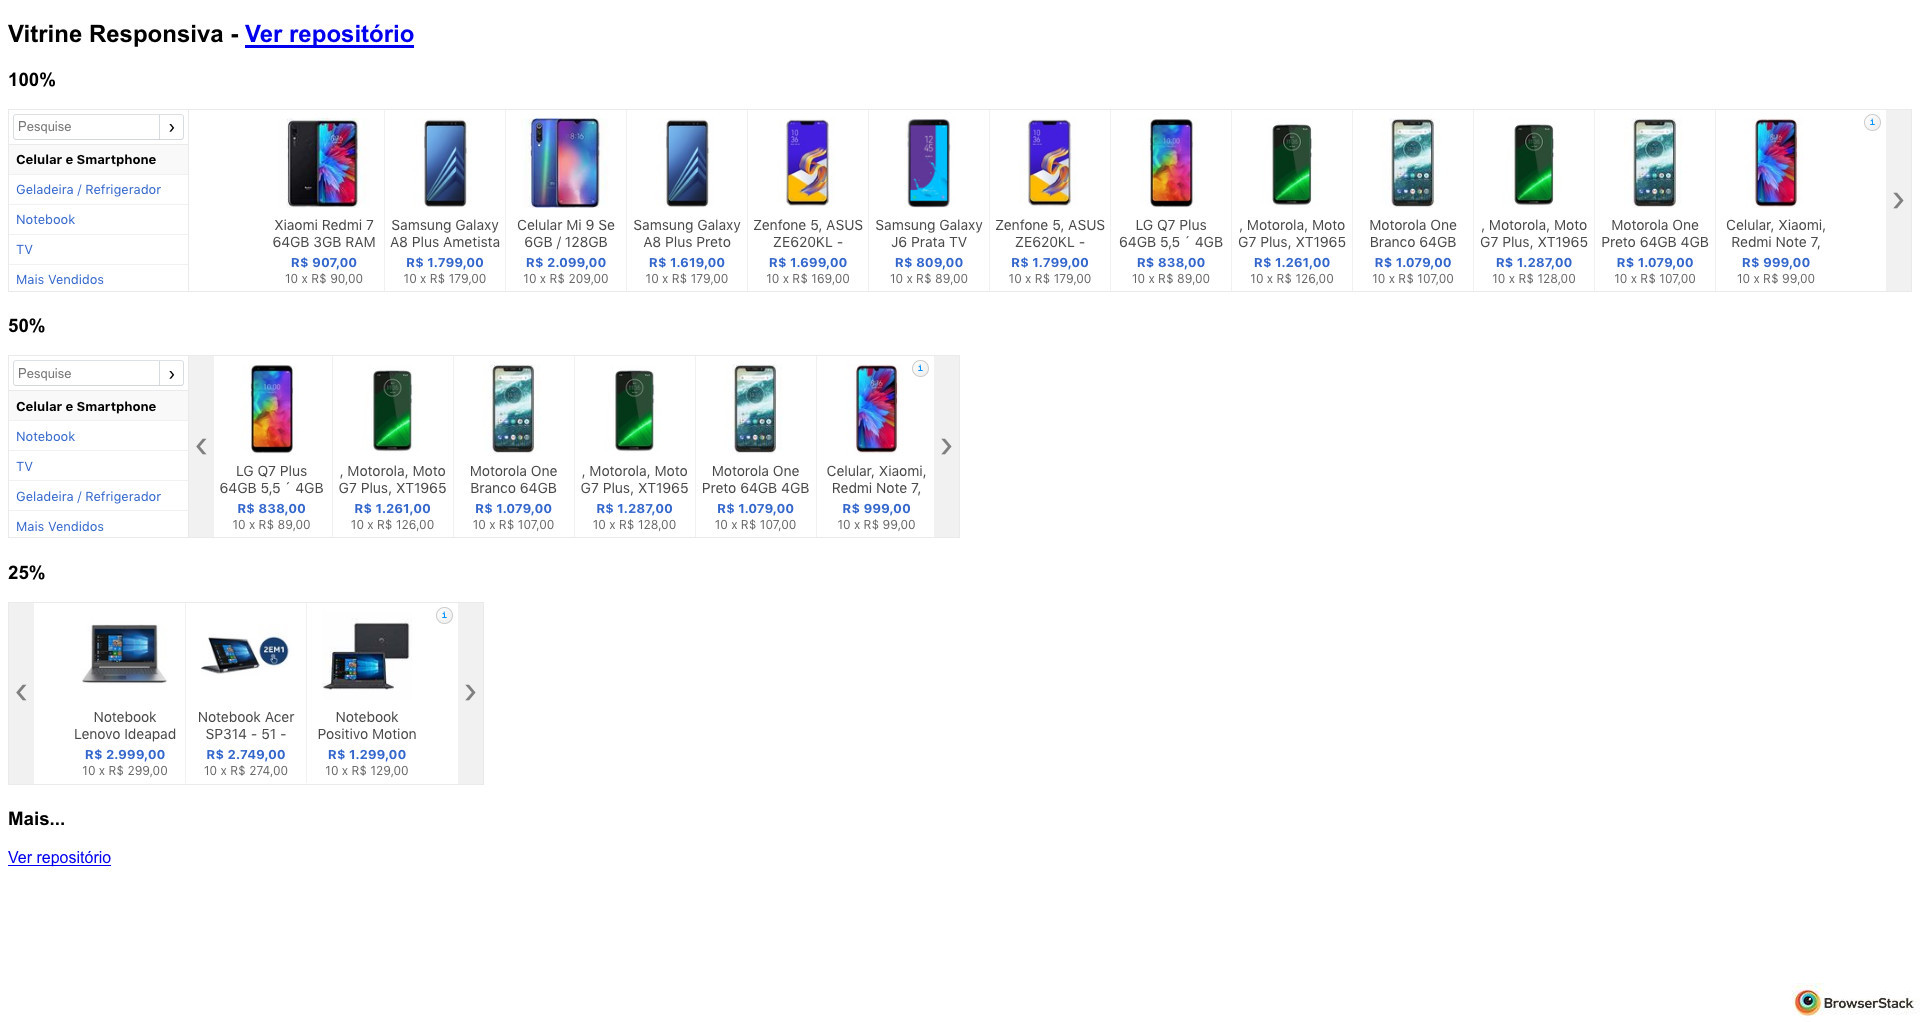 Vitrine Responsiva - Ver repositório
100%
Pesquise
Celular e Smartphone
Geladeira / Refrigerador
Notebook
TV
Mais Vendidos
Xiaomi Redmi 7
64GB 3GB RAM
R$ 907,00
10 x R$ 90,00
Samsung Galaxy
A8 Plus Ametista
R$ 1.799,00
10 x R$ 179,00
Celular Mi 9 Se
6GB / 128GB
R$ 2.099,00
10 x R$ 209,00
Samsung Galaxy
A8 Plus Preto
R$ 1.619,00
10 x R$ 179,00
Zenfone 5, ASUS
ZE620KL -
R$ 1.699,00
10 x R$ 169,00
Samsung Galaxy
J6 Prata TV
R$ 809,00
10 x R$ 89,00
Zenfone 5, ASUS
ZE620KL -
R$ 1.799,00
10 x R$ 179,00
LG Q7 Plus
64GB 5,5 ´ 4GB
R$ 838,00
10 x R$ 89,00
, Motorola, Moto
G7 Plus, XT1965
R$ 1.261,00
10 x R$ 126,00
Motorola One
Branco 64GB
R$ 1.079,00
10 x R$ 107,00
, Motorola, Moto
G7 Plus, XT1965
R$ 1.287,00
10 x R$ 128,00
Motorola One
Preto 64GB 4GB
R$ 1.079,00
10 x R$ 107,00
Celular, Xiaomi,
Redmi Note 7,
R$ 999,00
10 x R$ 99,00
50%
Pesquise
Celular e Smartphone
Notebook
TV
Geladeira / Refrigerador
Mais Vendidos
LG Q7 Plus
64GB 5,5 ´ 4GB
R$ 838,00
10 x R$ 89,00
, Motorola, Moto
G7 Plus, XT1965
R$ 1.261,00
10 x R$ 126,00
Motorola One
Branco 64GB
R$ 1.079,00
10 x R$ 107,00
, Motorola, Moto
G7 Plus, XT1965
R$ 1.287,00
10 x R$ 128,00
Motorola One
Preto 64GB 4GB
R$ 1.079,00
10 x R$ 107,00
Celular, Xiaomi,
Redmi Note 7,
R$ 999,00
10 x R$ 99,00
25%
2EM1
Notebook
Lenovo Ideapad
R$ 2.999,00
10 x R$ 299,00
Notebook Acer
SP314 - 51 -
R$ 2.749,00
10 x R$ 274,00
Notebook
Positivo Motion
R$ 1.299,00
10 x R$ 129,00
Mais...
Ver repositório
BrowserStack